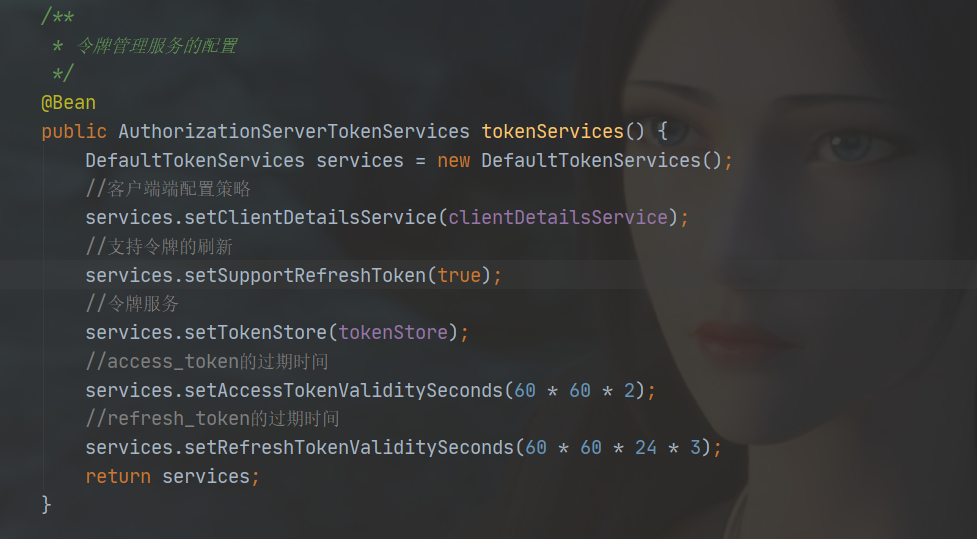 /**
 * 令牌管理服务的配置
 */
@Bean
public AuthorizationServerTokenServices tokenServices() {
    DefaultTokenServices services = new DefaultTokenServices();
    //客户端端配置策略
    services.setClientDetailsService(clientDetailsService);
    //支持令牌的刷新
    services.setSupportRefreshToken(true);
    //令牌服务
    services.setTokenStore(tokenStore);
    //access_token的过期时间
    services.setAccessTokenValiditySeconds(60 * 60 * 2);
    //refresh_token的过期时间
    services.setRefreshTokenValiditySeconds(60 * 60 * 24 * 3);
    return services;
}